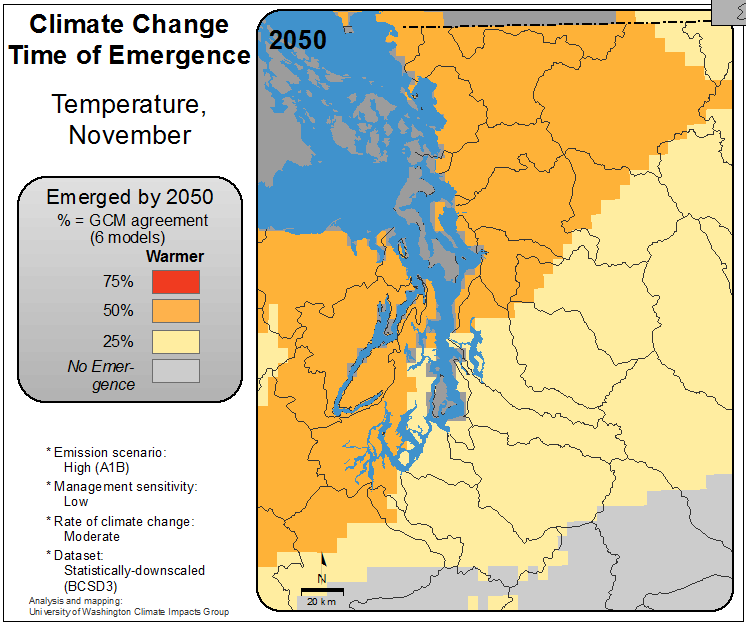 Climate Change
Time of Emergence
Temperature,
November
Emerged by 2050
% = GCM agreement
(6 models)
Warmer
75%
50%
25%
No Emer-
gence
* Emission scenario:
High (A1B)
* Management sensitivity:
Low
* Rate of climate change:
Moderate
* Dataset:
Statistically-downscaled
(BCSD3)
Analysis and mapping:
University of Washington Climate Impacts Group
2050
N
20 km